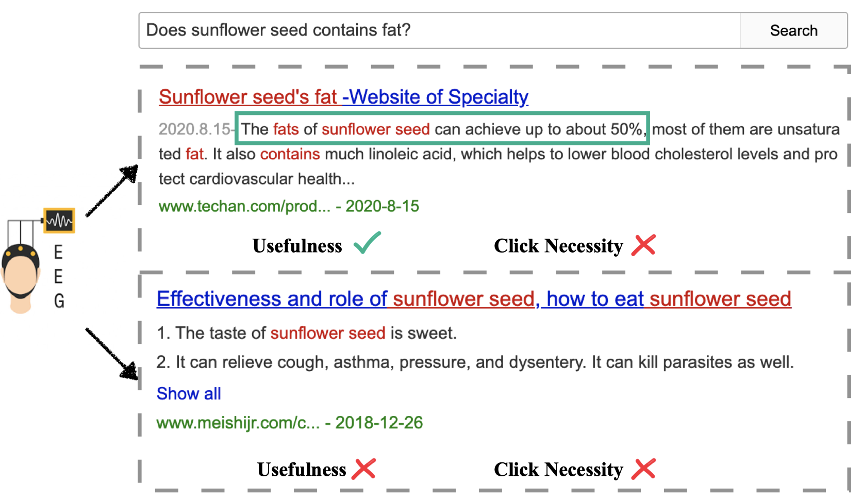 Does sunflower seed contains fat?
Search
Sunflower seed's fat -Website of Specialty
2020.8.15- The fats of sunflower seed can achieve up to about 50%, most of them are unsatura
ted fat. It also contains much linoleic acid, which helps to lower blood cholesterol levels and pro
tect cardiovascular health...
www.techan.com/prod... - 2020-8-15
Usefulness
Click Necessity
E
E
G
Effectiveness and role of sunflower seed, how to eat sunflower seed
1. The taste of sunflower seed is sweet.
2. It can relieve cough, asthma, pressure, and dysentery. It can kill parasites as well.
Show all
www.meishijr.com/c... - 2018-12-26
Usefulness
Click Necessity